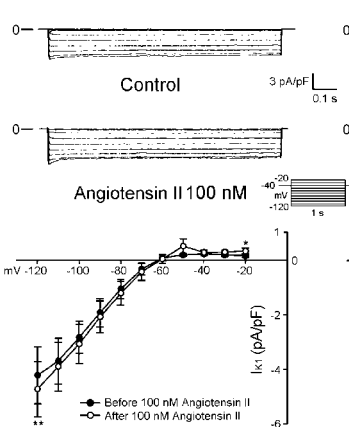 0
0
Control
3 pA/pF
0.1 s
0
0
Angiotensin II 100 nM
-20
-40
mV
-120
1 s
1
*
mV -120 -100 -80 -60 -40 -20
0
-2
-4
-6
I K1 (pA/pF)
**
Before 100 nM Angiotensin II
After 100 nM Angiotensin II